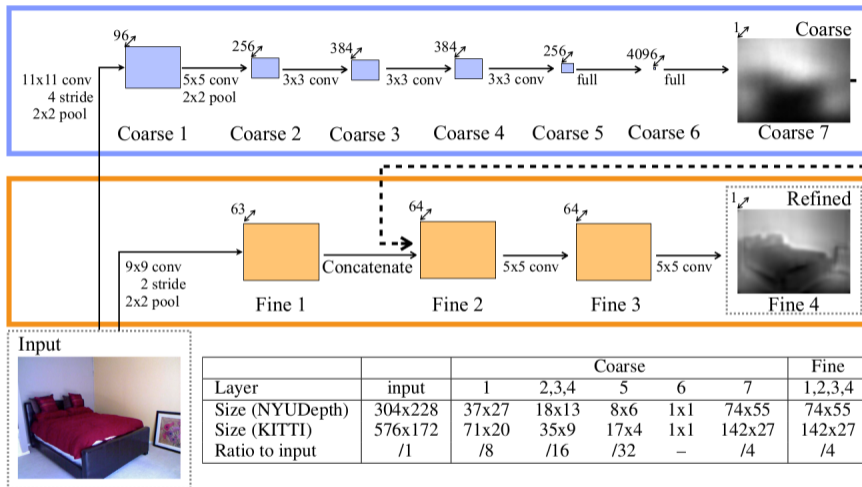 96
256
384
384
256
4096
1
Coarse
11x11 conv
4 stride
2x2 pool
5x5 conv
2x2 pool
3x3 conv
3x3 conv
3x3 conv
full
full
Coarse 1
Coarse 2
Coarse 3
Coarse 4
Coarse 5
Coarse 6
Coarse 7
63
64
64
1
Refined
9x9 conv
2 stride
2x2 pool
Concatenate
5x5 conv
5x5 conv
Fine 1
Fine 2
Fine 3
Fine 4
Input
Coarse Fine
Layer input 1 2,3,4 5 6 7 1,2,3,4
Size (NYUDepth) 304x228 37x27 18x13 8x6 1x1 74x55 74x55
Size (KITTI) 576x172 71x20 35x9 17x4 1x1 142x27 142x27
Ratio to input /1 /8 /16 /32 – /4 /4